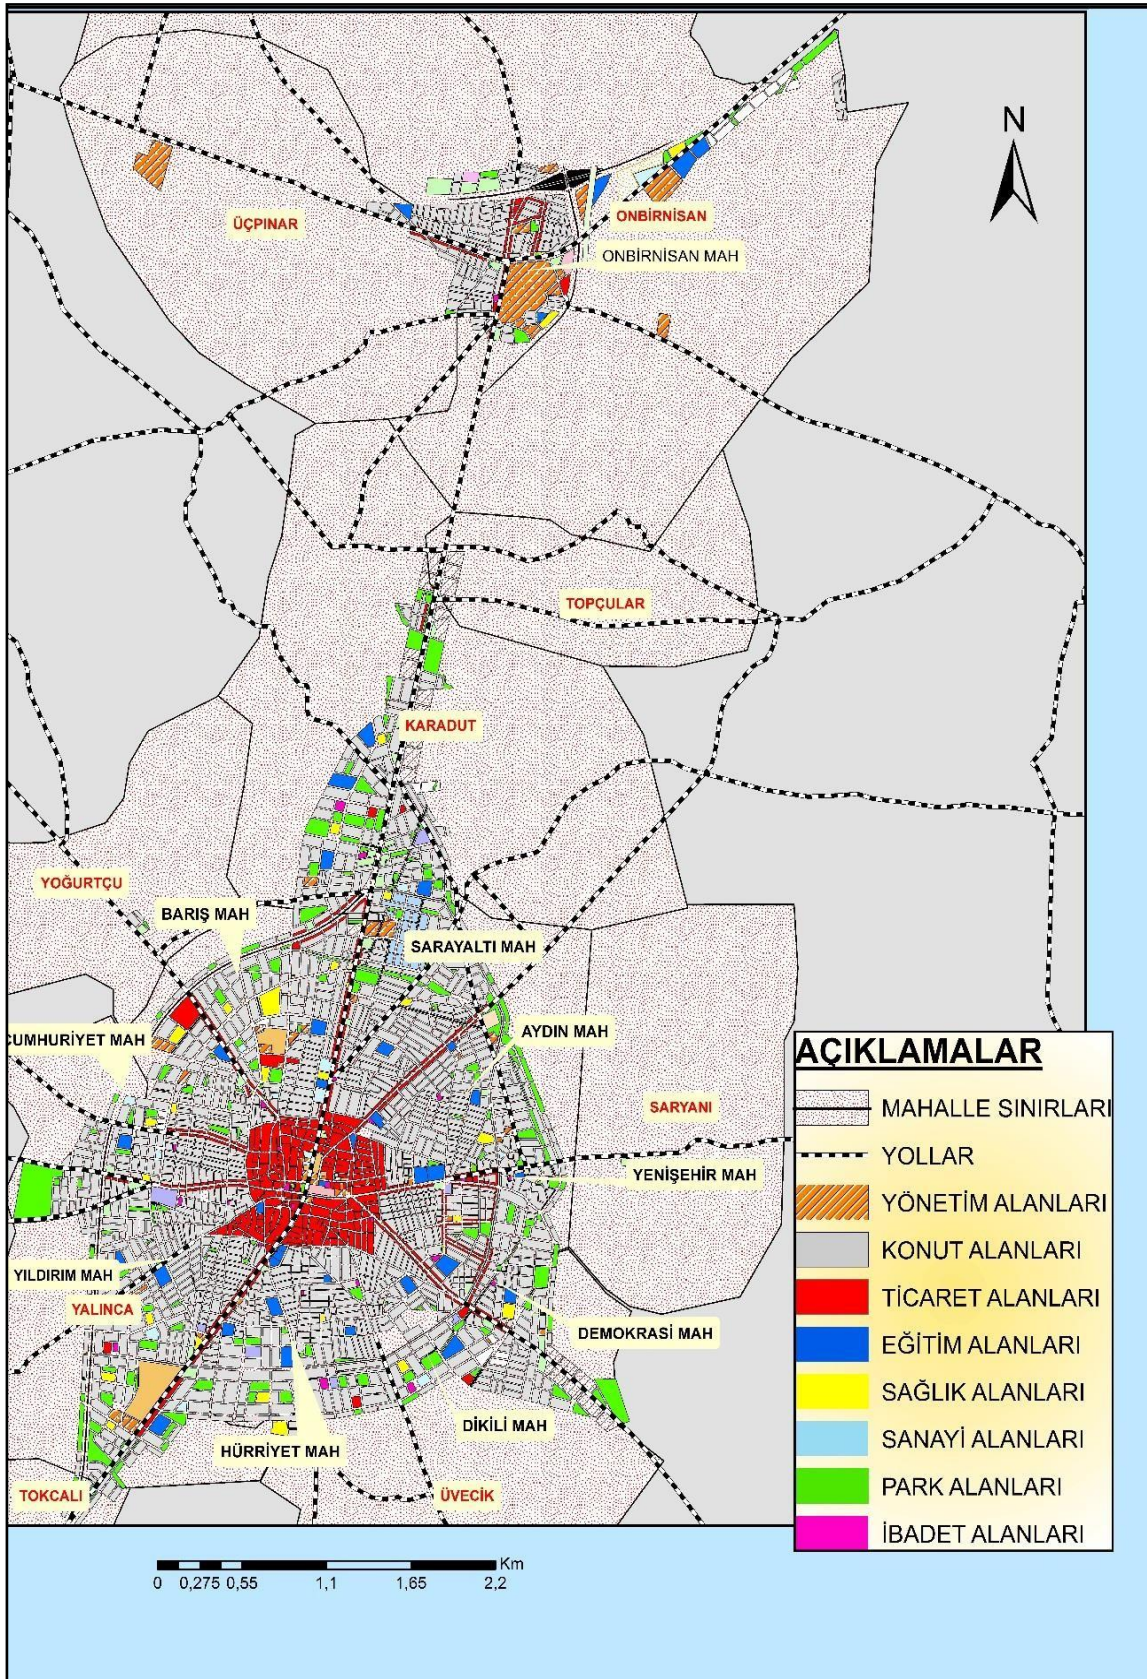 N
ÜÇPINAR
ONBİRNİSAN
ONBİRNİSAN MAH
TOPÇULAR
KARADUT
YOĞURTÇU
BARIŞ MAH
SARAYALTI MAH
CUMHURİYET MAH
AYDIN MAH
SARYANI
YENİŞEHİR MAH
YILDIRIM MAH
YALINCA
DEMOKRASİ MAH
DİKİLİ MAH
HÜRRİYET MAH
TOKCALI
ÜVECİK
AÇIKLAMALAR
MAHALLE SINIRLARI
YOLLAR
YÖNETİM ALANLARI
KONUT ALANLARI
TİCARET ALANLARI
EĞİTİM ALANLARI
SAĞLIK ALANLARI
SANAYİ ALANLARI
PARK ALANLARI
İBADET ALANLARI
Km
0 0,275 0,55 1,1 1,65 2,2